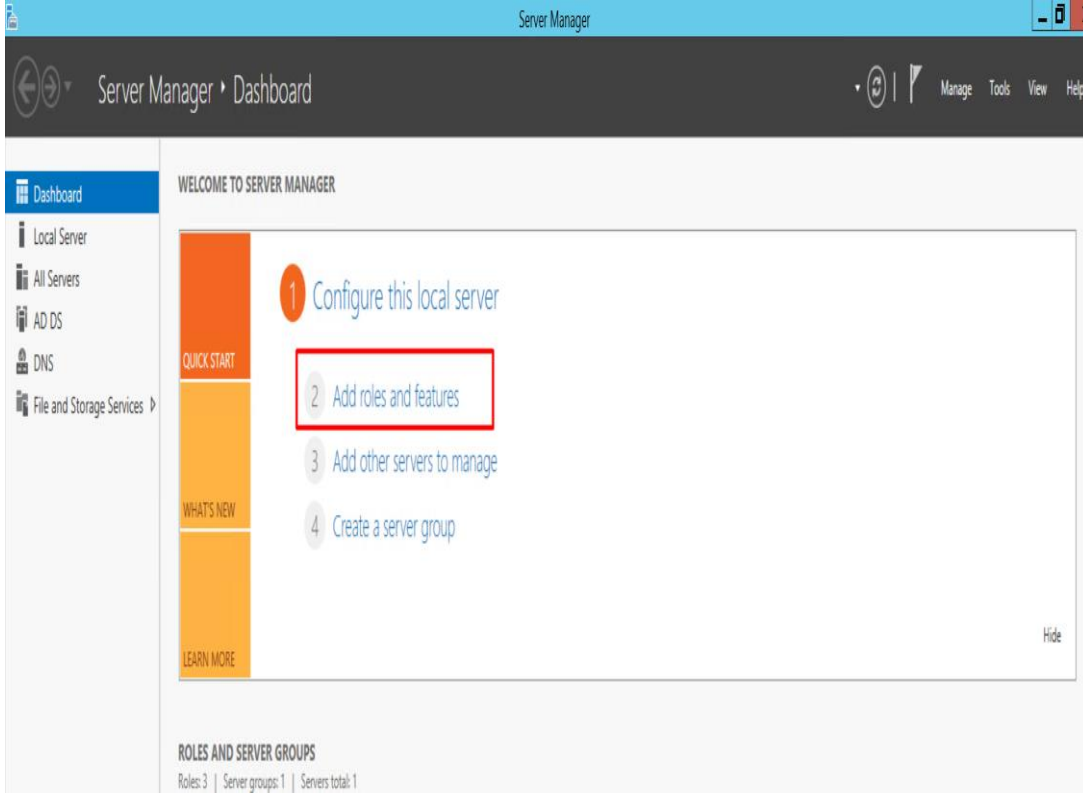 Server Manager
Server Manager • Dashboard
Manage Tools View Help
Dashboard
Local Server
All Servers
AD DS
DNS
File and Storage Services
WELCOME TO SERVER MANAGER
QUICK START
WHAT'S NEW
LEARN MORE
1 Configure this local server
2 Add roles and features
3 Add other servers to manage
4 Create a server group
Hide
ROLES AND SERVER GROUPS
Roles: 3 | Server groups: 1 | Servers total: 1